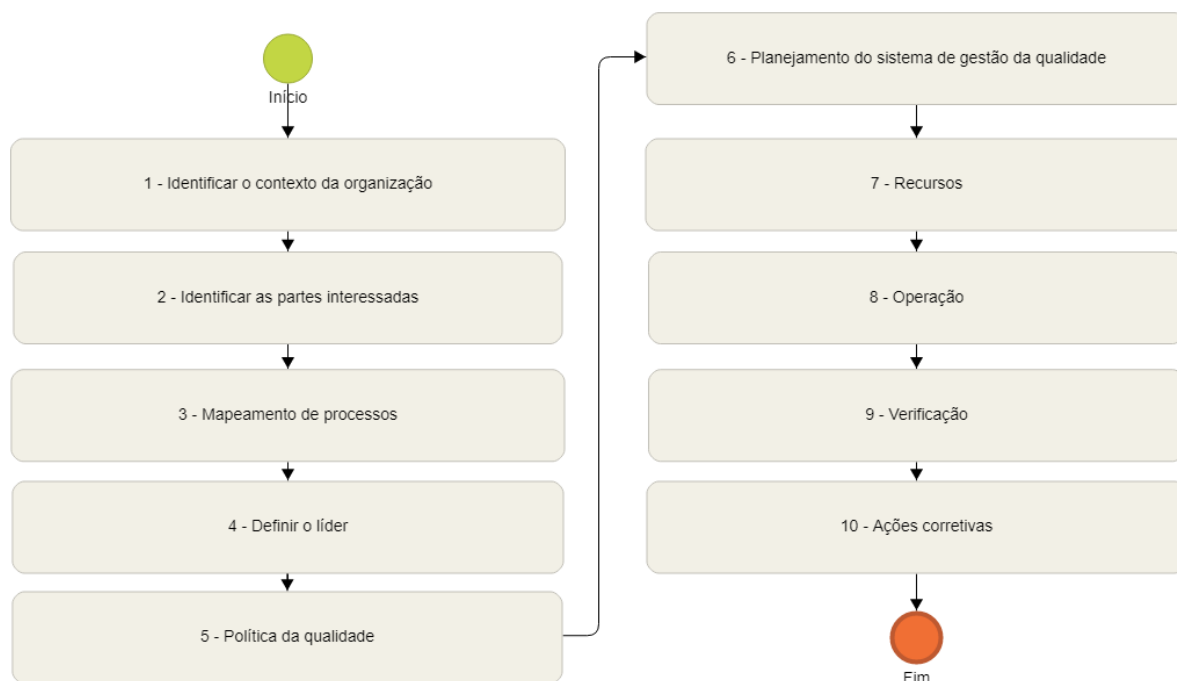 Início
1 - Identificar o contexto da organização
2 - Identificar as partes interessadas
3 - Mapeamento de processos
4 - Definir o líder
5 - Política da qualidade
6 - Planejamento do sistema de gestão da qualidade
7 - Recursos
8 - Operação
9 - Verificação
10 - Ações corretivas
Fim